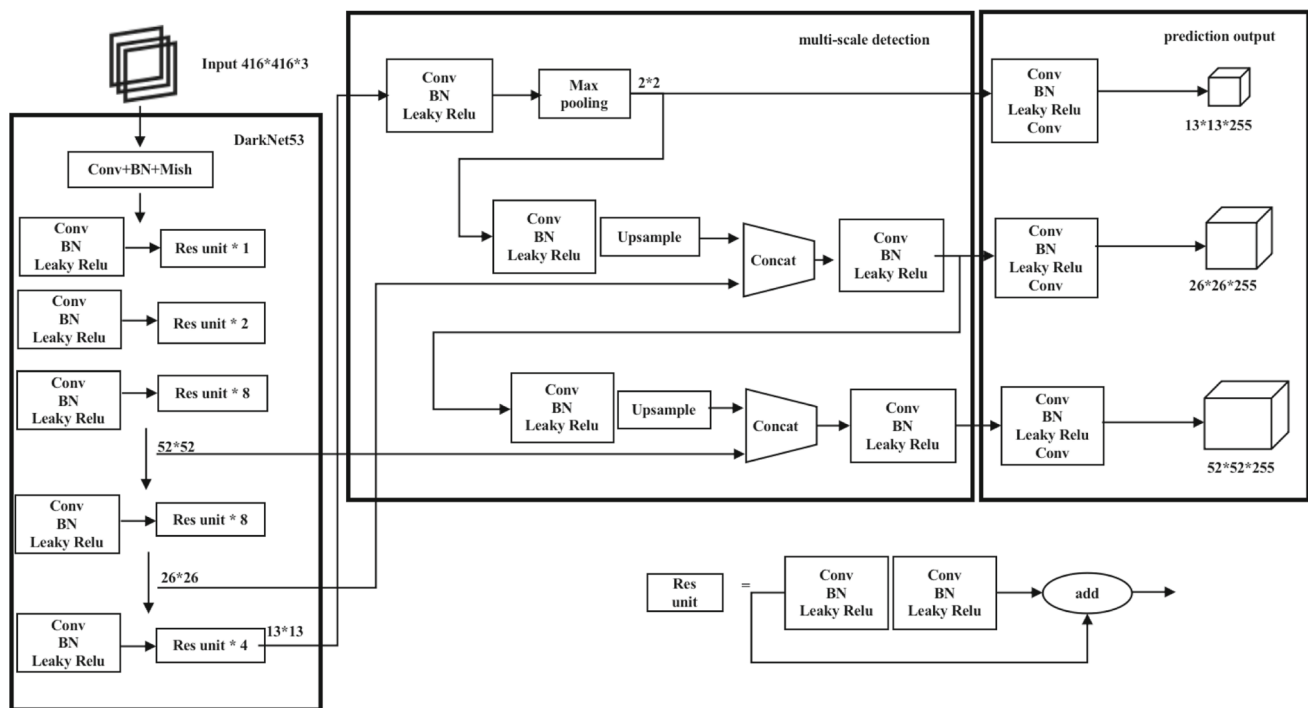 Input 416*416*3
DarkNet53
Conv+BN+Mish
Conv
BN
Leaky Relu
Res unit * 1
Conv
BN
Leaky Relu
Res unit * 2
Conv
BN
Leaky Relu
Res unit * 8
52*52
Conv
BN
Leaky Relu
Res unit * 8
26*26
Conv
BN
Leaky Relu
Res unit * 4
13*13
multi-scale detection
Conv
BN
Leaky Relu
Max
pooling
2*2
Conv
BN
Leaky Relu
Upsample
Concat
Conv
BN
Leaky Relu
Conv
BN
Leaky Relu
Upsample
Concat
Conv
BN
Leaky Relu
prediction output
Conv
BN
Leaky Relu
Conv
13*13*255
Conv
BN
Leaky Relu
Conv
26*26*255
Conv
BN
Leaky Relu
Conv
52*52*255
Res
unit
=
Conv
BN
Leaky Relu
Conv
BN
Leaky Relu
add